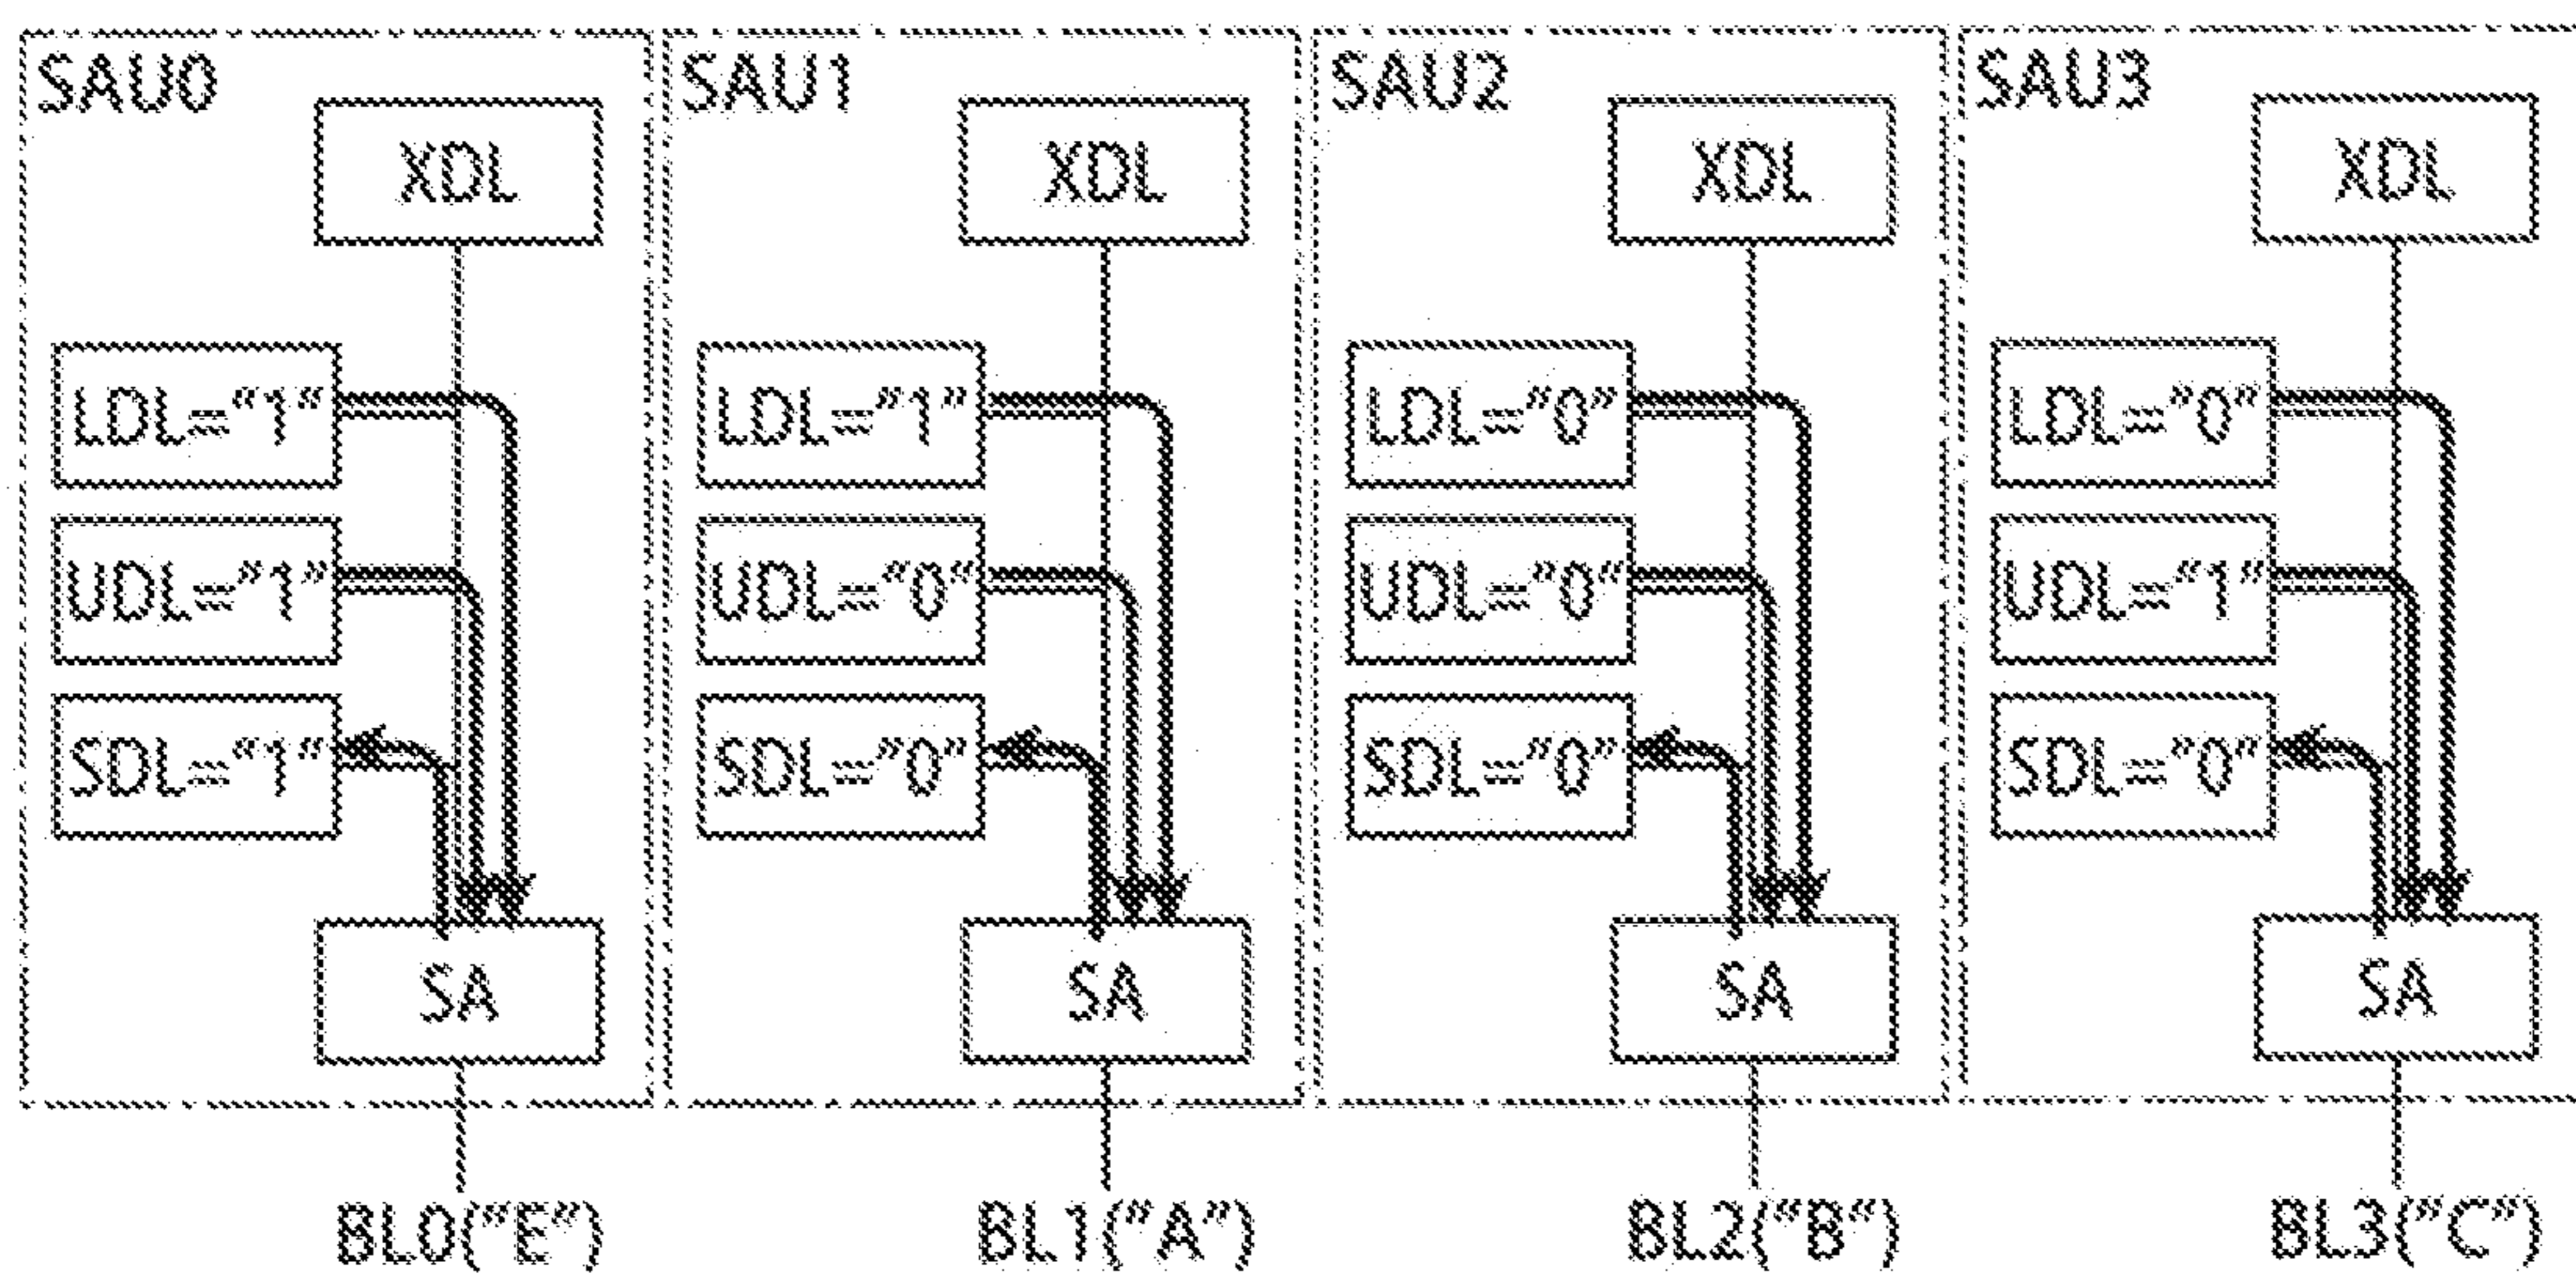 SAU0 SAU1 SAU2 SAU3
XDL XDL XDL XDL
LDL="1" LDL="1" LDL="0" LDL="0"
UDL="1" UDL="0" UDL="0" UDL="1"
SDL="1" SDL="0" SDL="0" SDL="0"
SA SA SA SA
BL0("E") BL1("A") BL2("B") BL3("C")